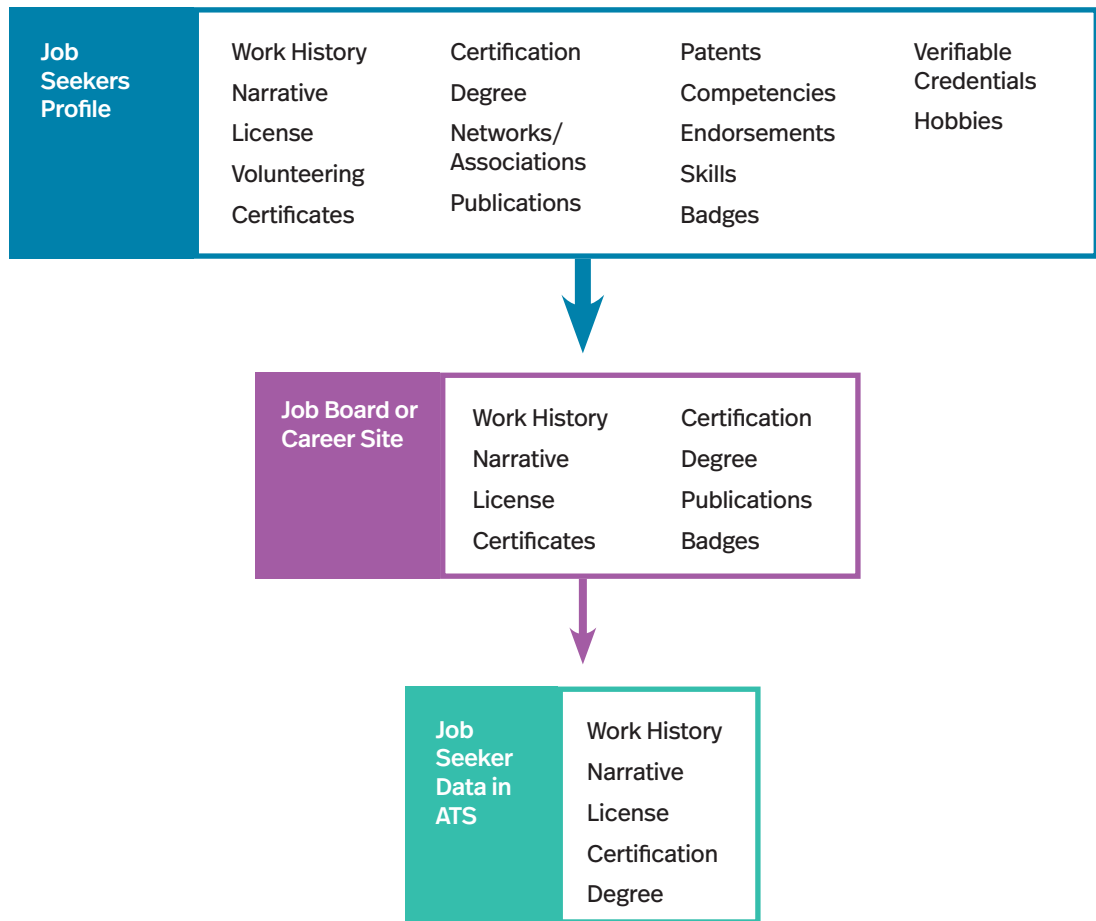 Job
Seekers
Profile
Work History
Narrative
License
Volunteering
Certificates
Certification
Degree
Networks/
Associations
Publications
Patents
Competencies
Endorsements
Skills
Badges
Verifiable
Credentials
Hobbies
Job Board or
Career Site
Work History
Narrative
License
Certificates
Certification
Degree
Publications
Badges
Job
Seeker
Data in
ATS
Work History
Narrative
License
Certification
Degree